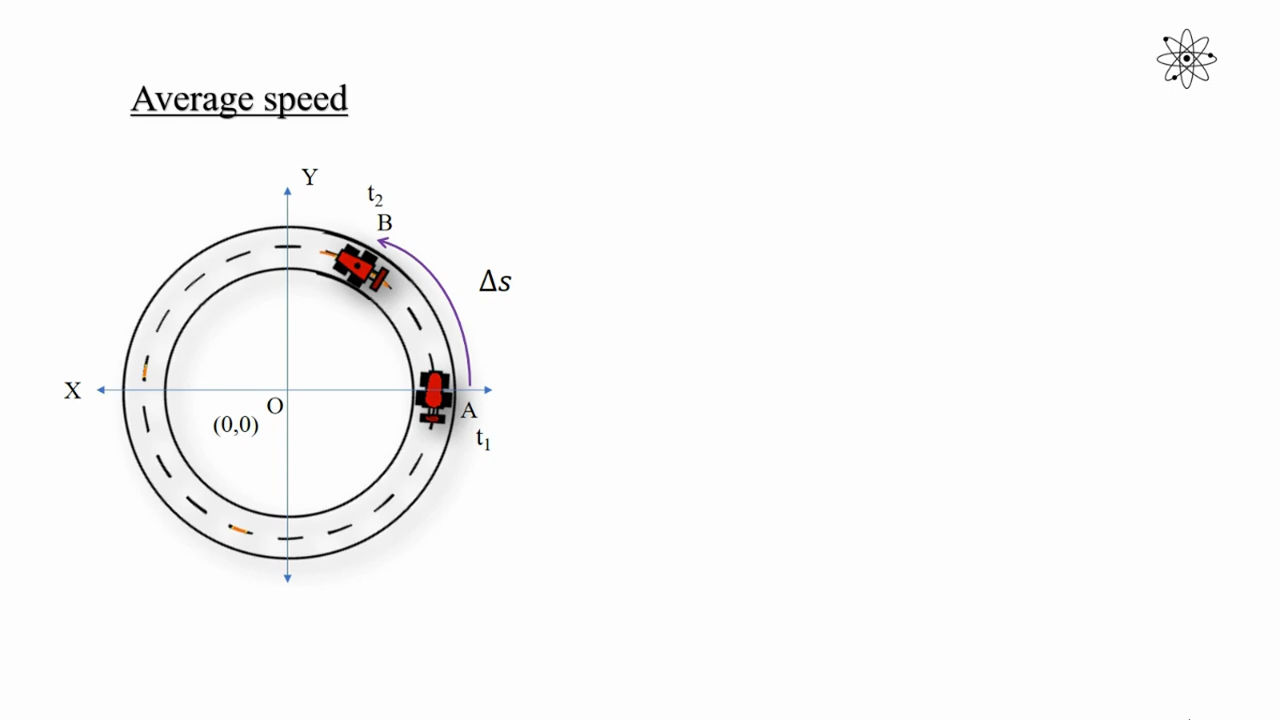 Average speed
Y
t₂
B
Δs
X
O
A
(0,0)
t₁